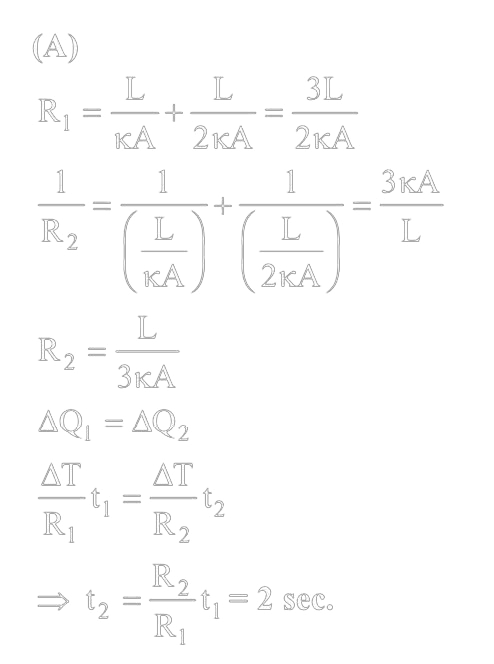 (A)
R₁ = L/κA + L/2κA = 3L/2κA
1/R₂ = 1/(L/κA) + 1/(L/2κA) = 3κA/L
R₂ = L/3κA
ΔQ₁ = ΔQ₂
ΔT/R₁ t₁ = ΔT/R₂ t₂
⇒ t₂ = R₂/R₁ t₁ = 2 sec.